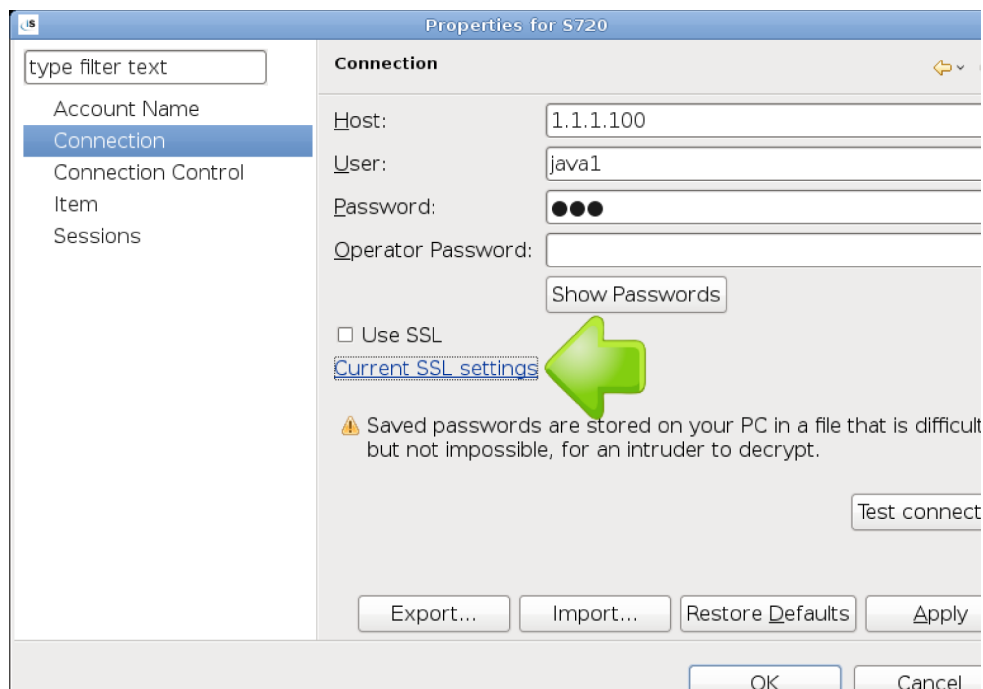 Properties for S720
type filter text
Account Name
Connection
Connection Control
Item
Sessions
Connection
Host:
1.1.1.100
User:
java1
Password:
●●●
Operator Password:
Show Passwords
Use SSL
Current SSL settings
Saved passwords are stored on your PC in a file that is difficult
but not impossible, for an intruder to decrypt.
Test connect
Export...
Import...
Restore Defaults
Apply
OK
Cancel